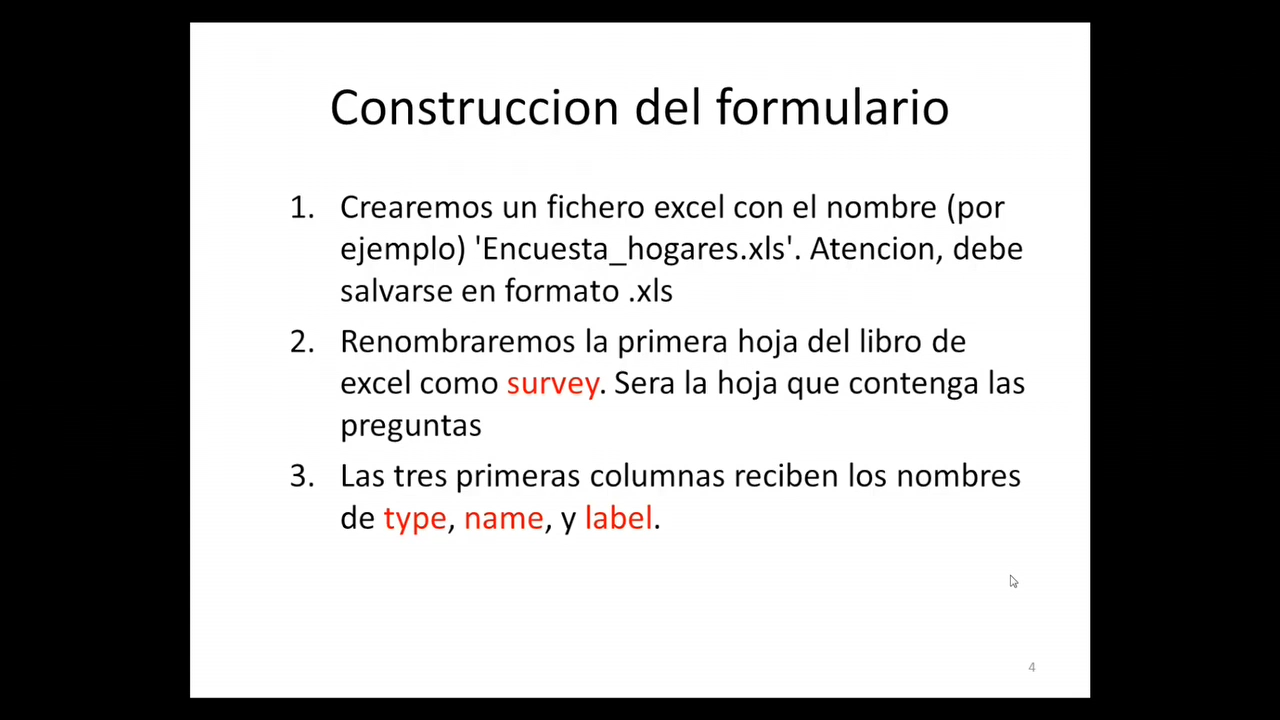 Construccion del formulario
1. Crearemos un fichero excel con el nombre (por
ejemplo) 'Encuesta_hogares.xls'. Atencion, debe
salvarse en formato .xls
2. Renombraremos la primera hoja del libro de
excel como survey. Sera la hoja que contenga las
preguntas
3. Las tres primeras columnas reciben los nombres
de type, name, y label.
4